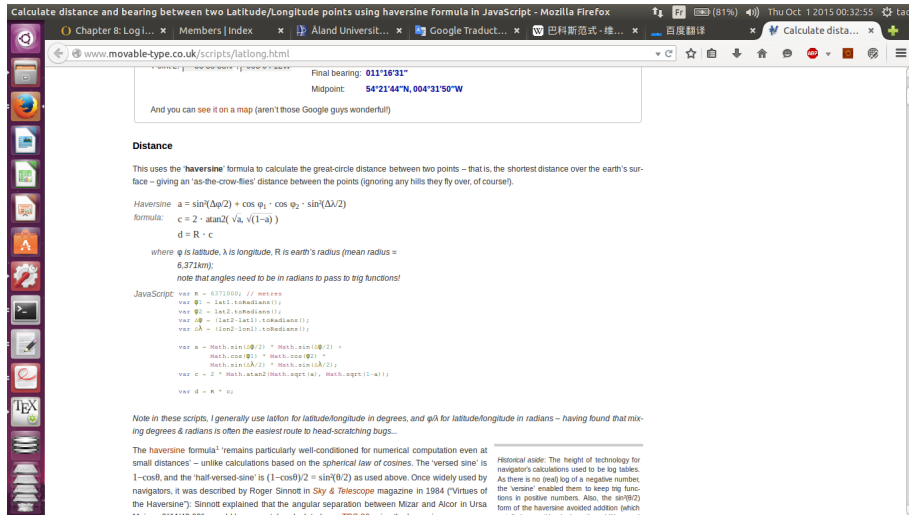 Calculate distance and bearing between two Latitude/Longitude points using haversine formula in JavaScript - Mozilla Firefox
Fr (81%) Thu Oct 1 2015 00:32:55 tao
Chapter 8: Log i... × Members | Index × Åland Universit... × Google Traduct... × 巴科斯范式 - 维... × 百度翻译 × Calculate dista... ×
www.movable-type.co.uk/scripts/latlong.html
Final bearing: 011°16′31″
Midpoint: 54°21′44″N, 004°31′50″W
And you can see it on a map (aren't those Google guys wonderful!)
Distance
This uses the 'haversine' formula to calculate the great-circle distance between two points – that is, the shortest distance over the earth's sur-
face – giving an 'as-the-crow-flies' distance between the points (ignoring any hills they fly over, of course!).
Haversine a = sin²(Δφ/2) + cos φ₁ ⋅ cos φ₂ ⋅ sin²(Δλ/2)
formula: c = 2 ⋅ atan2( √a, √(1−a) )
d = R ⋅ c
where φ is latitude, λ is longitude, R is earth's radius (mean radius =
6,371km);
note that angles need to be in radians to pass to trig functions!
JavaScript: var R = 6371000; // metres
var φ1 = lat1.toRadians();
var φ2 = lat2.toRadians();
var Δφ = (lat2-lat1).toRadians();
var Δλ = (lon2-lon1).toRadians();
var a = Math.sin(Δφ/2) * Math.sin(Δφ/2) +
Math.cos(φ1) * Math.cos(φ2) *
Math.sin(Δλ/2) * Math.sin(Δλ/2);
var c = 2 * Math.atan2(Math.sqrt(a), Math.sqrt(1-a));
var d = R * c;
Note in these scripts, I generally use lat/lon for latitude/longitude in degrees, and φ/λ for latitude/longitude in radians – having found that mix-
ing degrees & radians is often the easiest route to head-scratching bugs...
The haversine formula¹ 'remains particularly well-conditioned for numerical computation even at
small distances' – unlike calculations based on the spherical law of cosines. The 'versed sine' is
1−cosθ, and the 'half-versed-sine' is (1−cosθ)/2 = sin²(θ/2) as used above. Once widely used by
navigators, it was described by Roger Sinnott in Sky & Telescope magazine in 1984 ("Virtues of
the Haversine"): Sinnott explained that the angular separation between Mizar and Alcor in Ursa
Historical aside: The height of technology for
navigator's calculations used to be log tables.
As there is no (real) log of a negative number,
the 'versine' enabled them to keep trig func-
tions in positive numbers. Also, the sin²(θ/2)
form of the haversine avoided addition (which